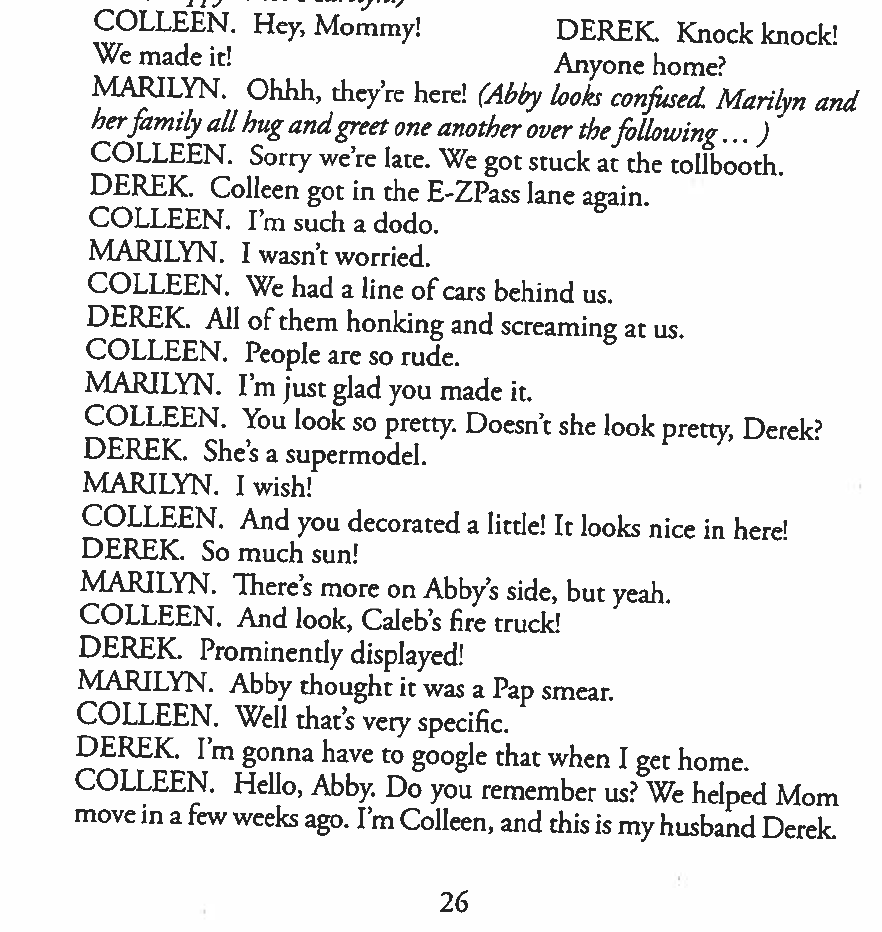 COLLEEN. Hey, Mommy! DEREK. Knock knock!
We made it! Anyone home?
MARILYN. Ohhh, they're here! (Abby looks confused. Marilyn and
her family all hug and greet one another over the following ... )
COLLEEN. Sorry we're late. We got stuck at the tollbooth.
DEREK. Colleen got in the E-ZPass lane again.
COLLEEN. I'm such a dodo.
MARILYN. I wasn't worried.
COLLEEN. We had a line of cars behind us.
DEREK. All of them honking and screaming at us.
COLLEEN. People are so rude.
MARILYN. I'm just glad you made it.
COLLEEN. You look so pretty. Doesn't she look pretty, Derek?
DEREK. She's a supermodel.
MARILYN. I wish!
COLLEEN. And you decorated a little! It looks nice in here!
DEREK. So much sun!
MARILYN. There's more on Abby's side, but yeah.
COLLEEN. And look, Caleb's fire truck!
DEREK. Prominently displayed!
MARILYN. Abby thought it was a Pap smear.
COLLEEN. Well that's very specific.
DEREK. I'm gonna have to google that when I get home.
COLLEEN. Hello, Abby. Do you remember us? We helped Mom
move in a few weeks ago. I'm Colleen, and this is my husband Derek.
26